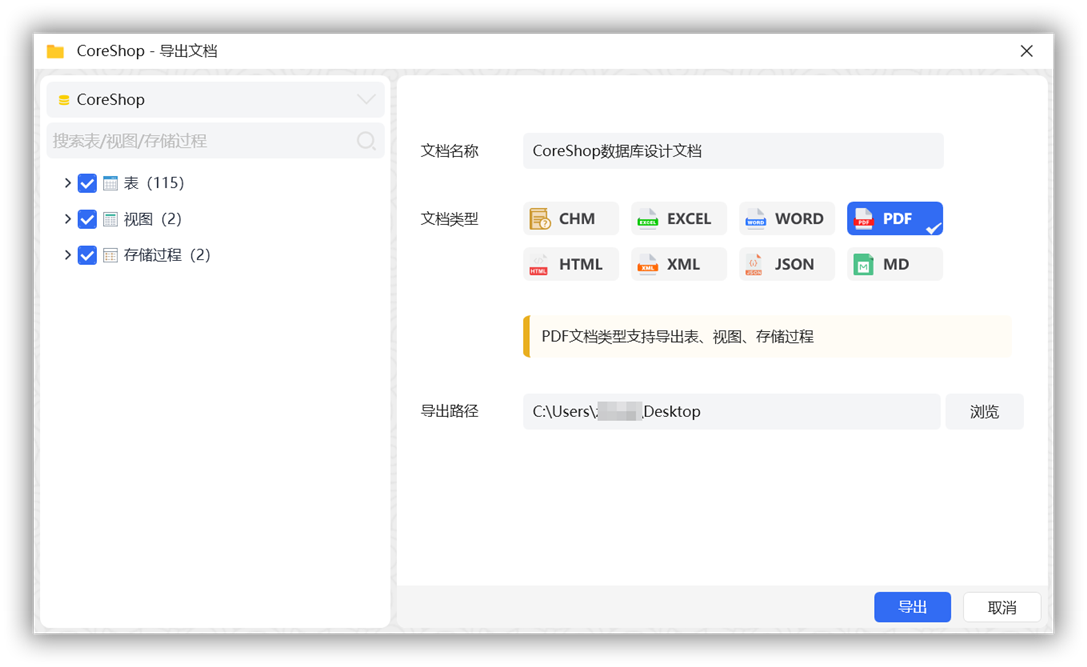 CoreShop - 导出文档
CoreShop
搜索表/视图/存储过程
表（115）
视图（2）
存储过程（2）
文档名称
CoreShop数据库设计文档
文档类型
CHM
EXCEL
WORD
PDF
HTML
XML
JSON
MD
PDF文档类型支持导出表、视图、存储过程
导出路径
C:\Users\ \Desktop
浏览
导出
取消